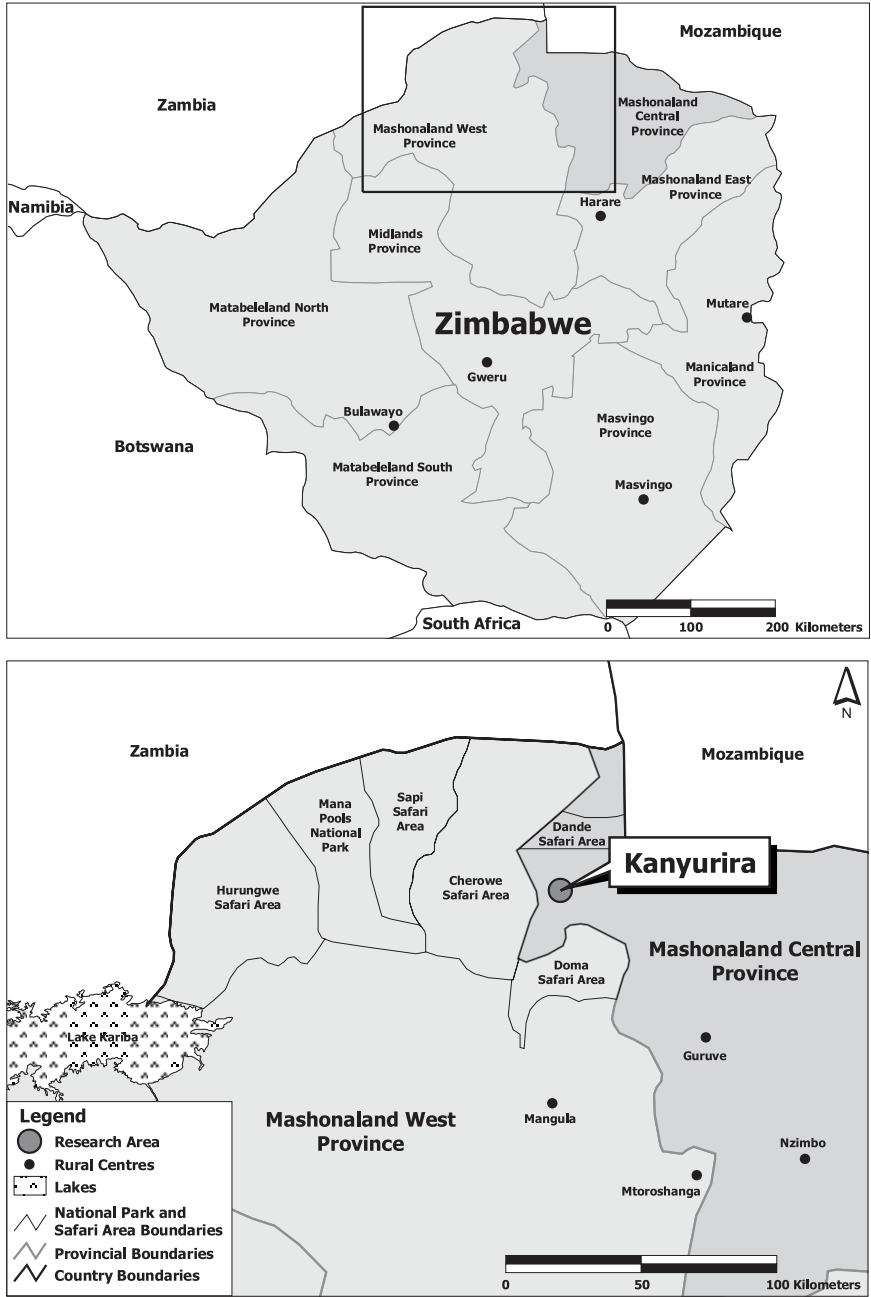 Mozambique
Zambia
Mashonaland
Central
Province
Mashonaland West
Province
Mashonaland East
Province
Namibia
Harare
Midlands
Province
Matabeleland North
Province
Mutare
Zimbabwe
Gweru
Manicaland
Province
Bulawayo
Masvingo
Province
Botswana
Matabeleland South
Province
Masvingo
South Africa
0 100 200 Kilometers
N
Zambia
Mozambique
Mana
Pools
National
Park
Sapi
Safari
Area
Dande
Safari Area
Kanyurira
Hurungwe
Safari Area
Cherowe
Safari Area
Mashonaland Central
Province
Doma
Safari Area
Lake Kariba
Guruve
Mangula
Mashonaland West
Province
Nzimbo
Mtoroshanga
Legend
Research Area
Rural Centres
Lakes
National Park and
Safari Area Boundaries
Provincial Boundaries
Country Boundaries
0 50 100 Kilometers